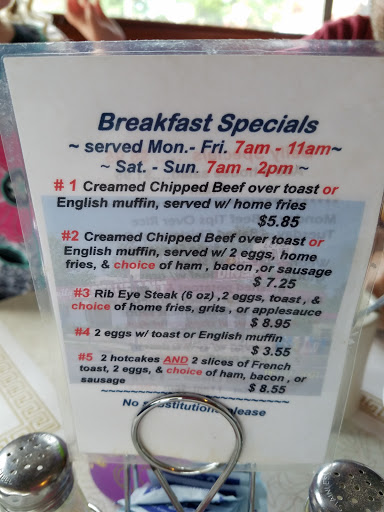 Breakfast Specials
~ served Mon.- Fri. 7am - 11am~
~ Sat. - Sun. 7am - 2pm ~
# 1 Creamed Chipped Beef over toast or
English muffin, served w/ home fries
$5.85
#2 Creamed Chipped Beef over toast or
English muffin, served w/ 2 eggs, home
fries, & choice of ham , bacon ,or sausage
$ 7.25
#3 Rib Eye Steak (6 oz) ,2 eggs, toast , &
choice of home fries, grits , or applesauce
$ 8.95
#4 2 eggs w/ toast or English muffin
$ 3.55
#5 2 hotcakes AND 2 slices of French
toast, 2 eggs, & choice of ham, bacon , or
sausage
$ 8.55
No substitutions please